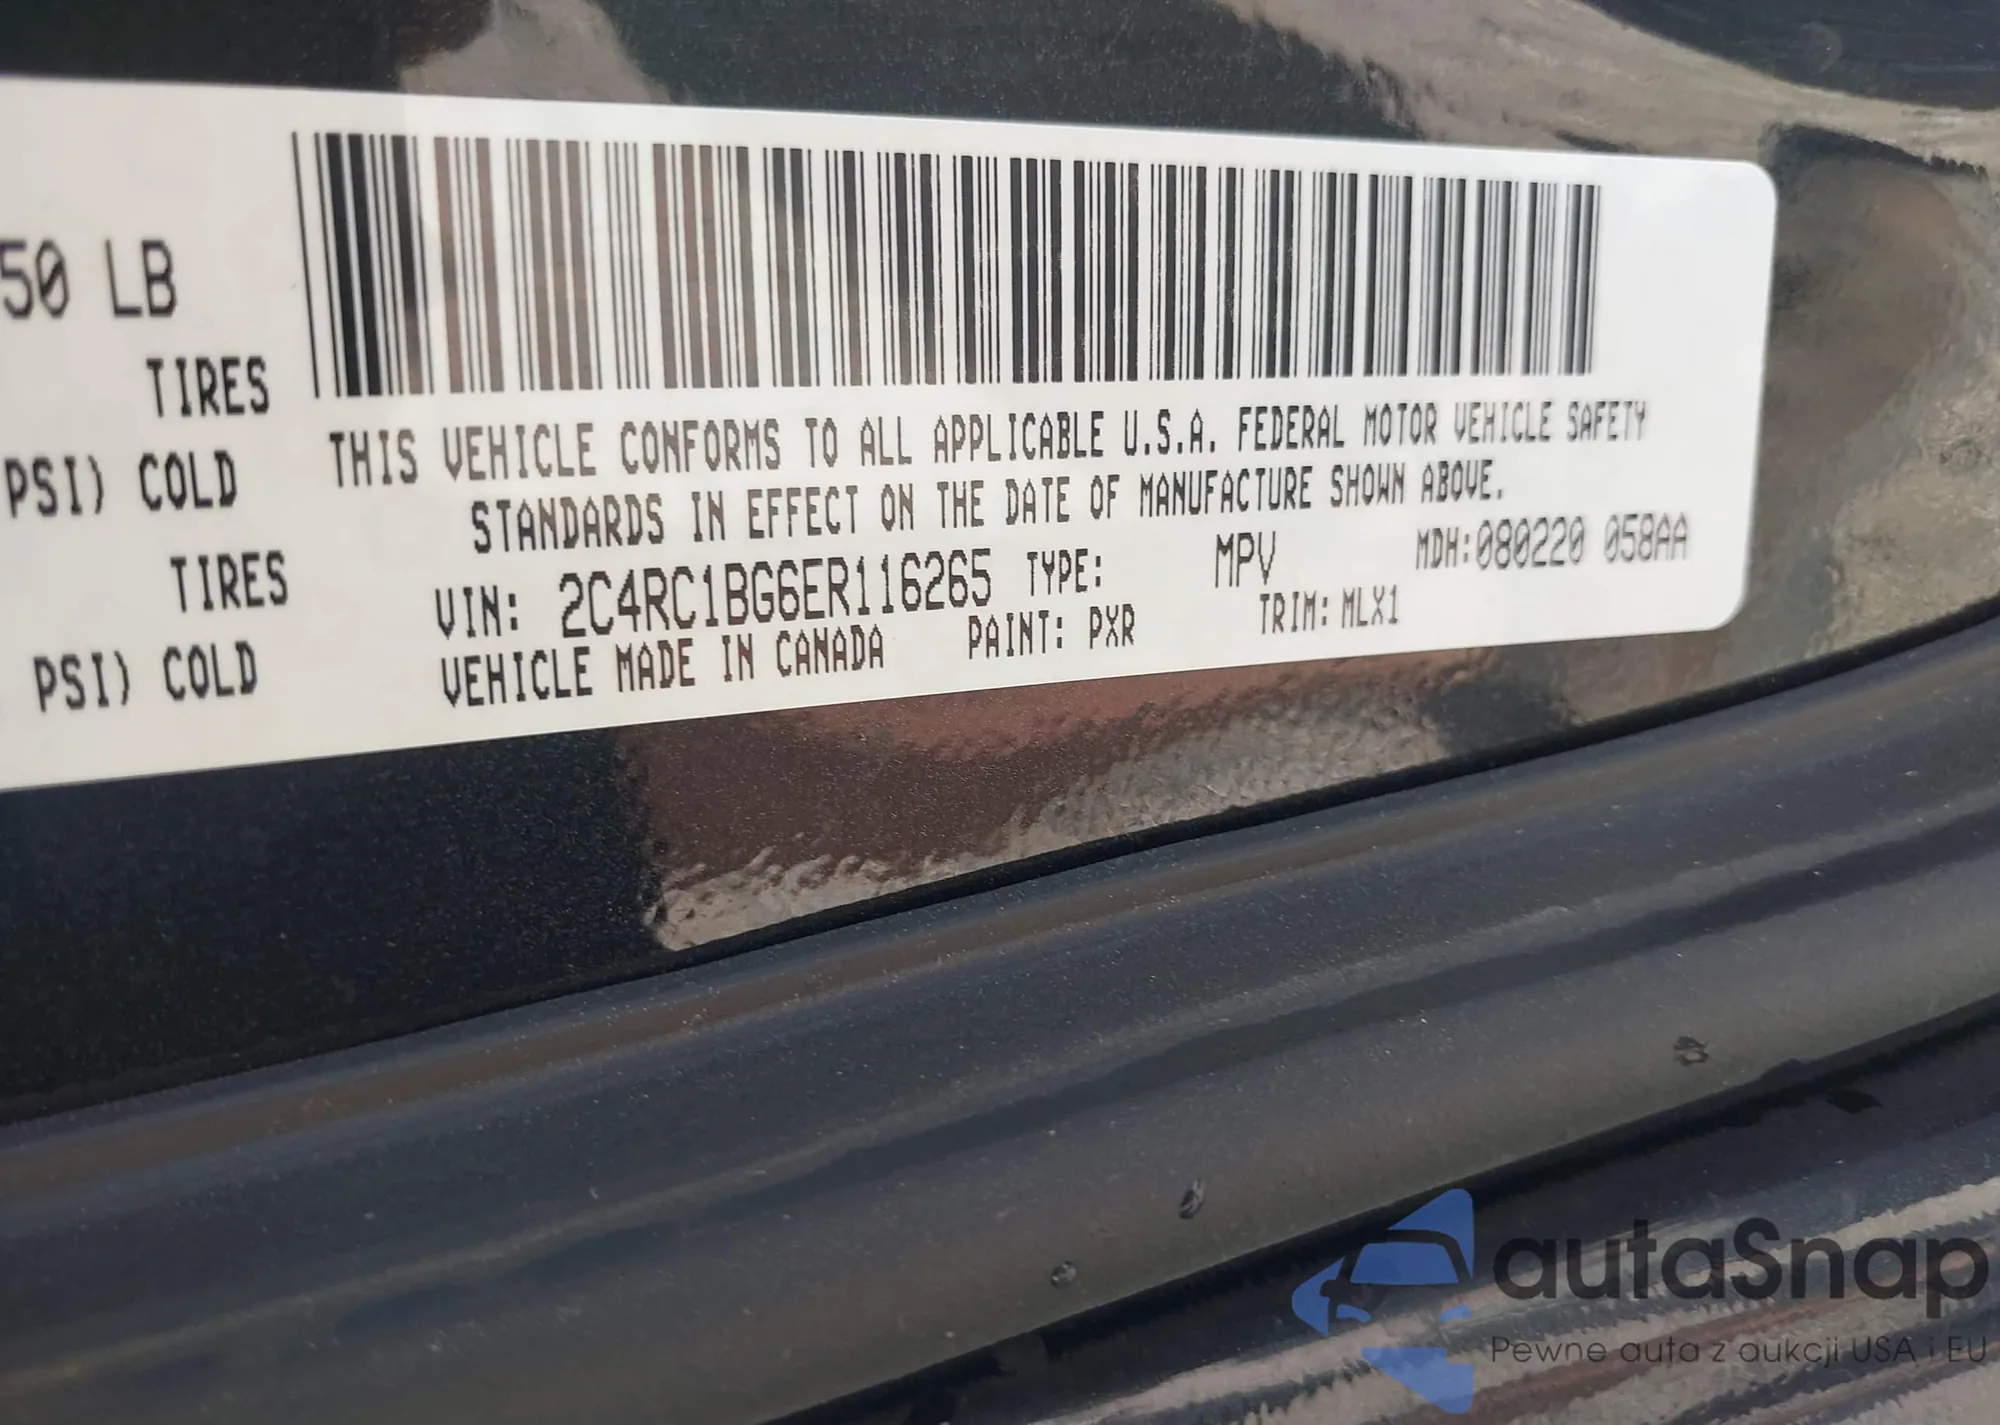 50 LB
TIRES
PSI) COLD
TIRES
PSI) COLD
THIS VEHICLE CONFORMS TO ALL APPLICABLE U.S.A. FEDERAL MOTOR VEHICLE SAFETY
STANDARDS IN EFFECT ON THE DATE OF MANUFACTURE SHOWN ABOVE.
VIN: 2C4RC1BG6ER116265 TYPE: MPV MDH:080220 058AA
VEHICLE MADE IN CANADA PAINT: PXR TRIM: MLX1
autaSnap
Pewne auta z aukcji USA i EU